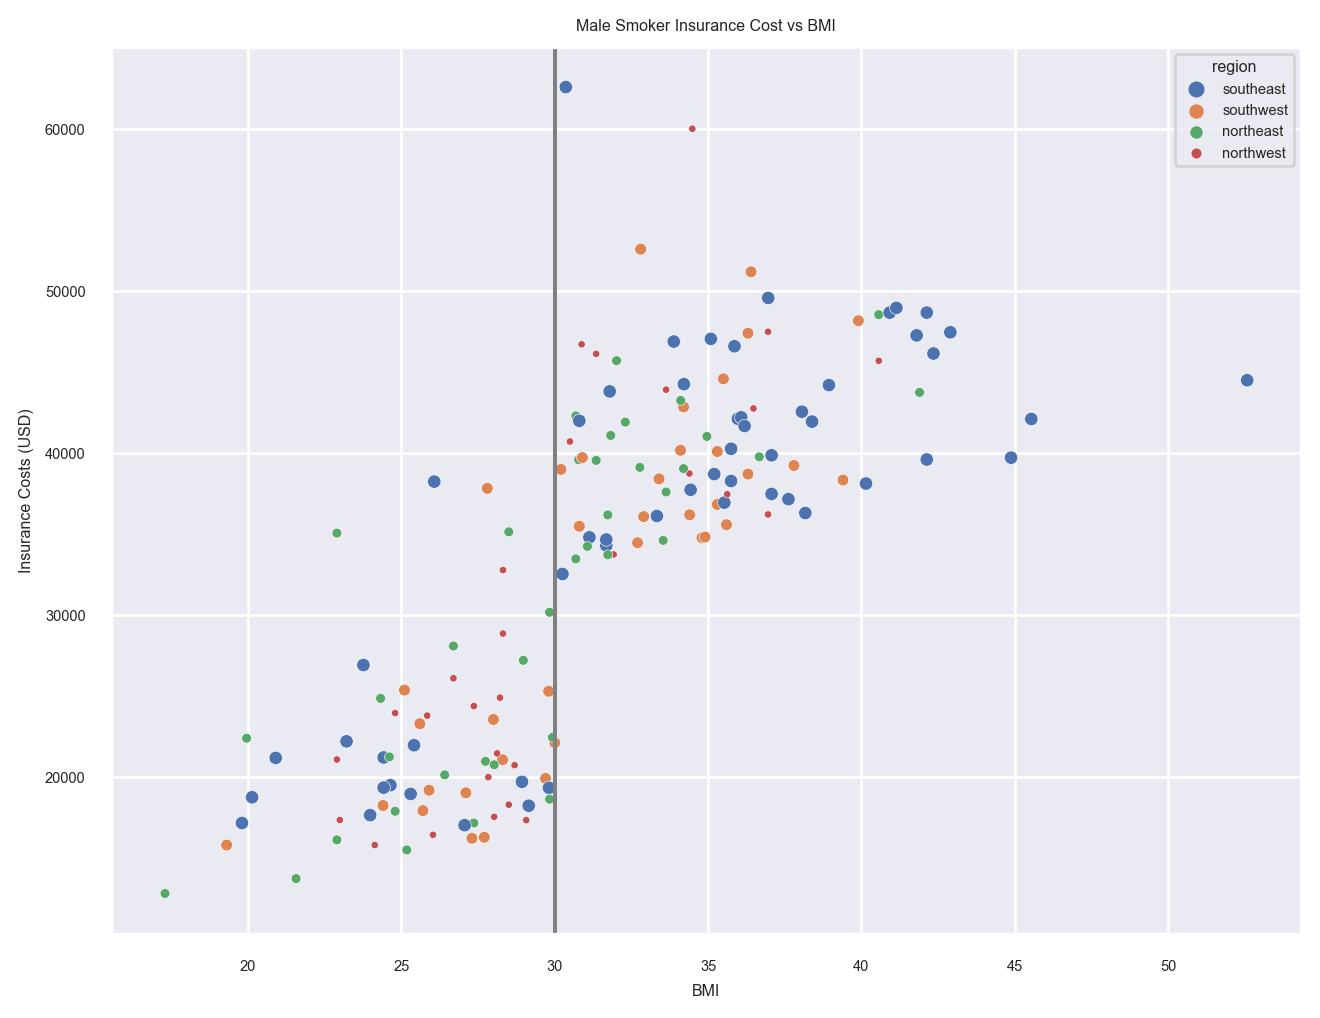 Male Smoker Insurance Cost vs BMI
region
southeast
southwest
northeast
northwest
Insurance Costs (USD)
60000
50000
40000
30000
20000
20 25 30 35 40 45 50
BMI